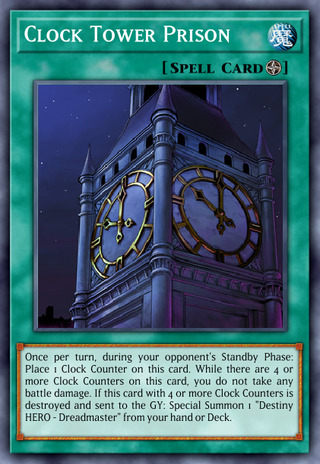 Clock Tower Prison
魔
[Spell Card]
Once per turn, during your opponent's Standby Phase:
Place 1 Clock Counter on this card. While there are 4 or
more Clock Counters on this card, you do not take any
battle damage. If this card with 4 or more Clock Counters is
destroyed and sent to the GY: Special Summon 1 "Destiny
HERO - Dreadmaster" from your hand or Deck.